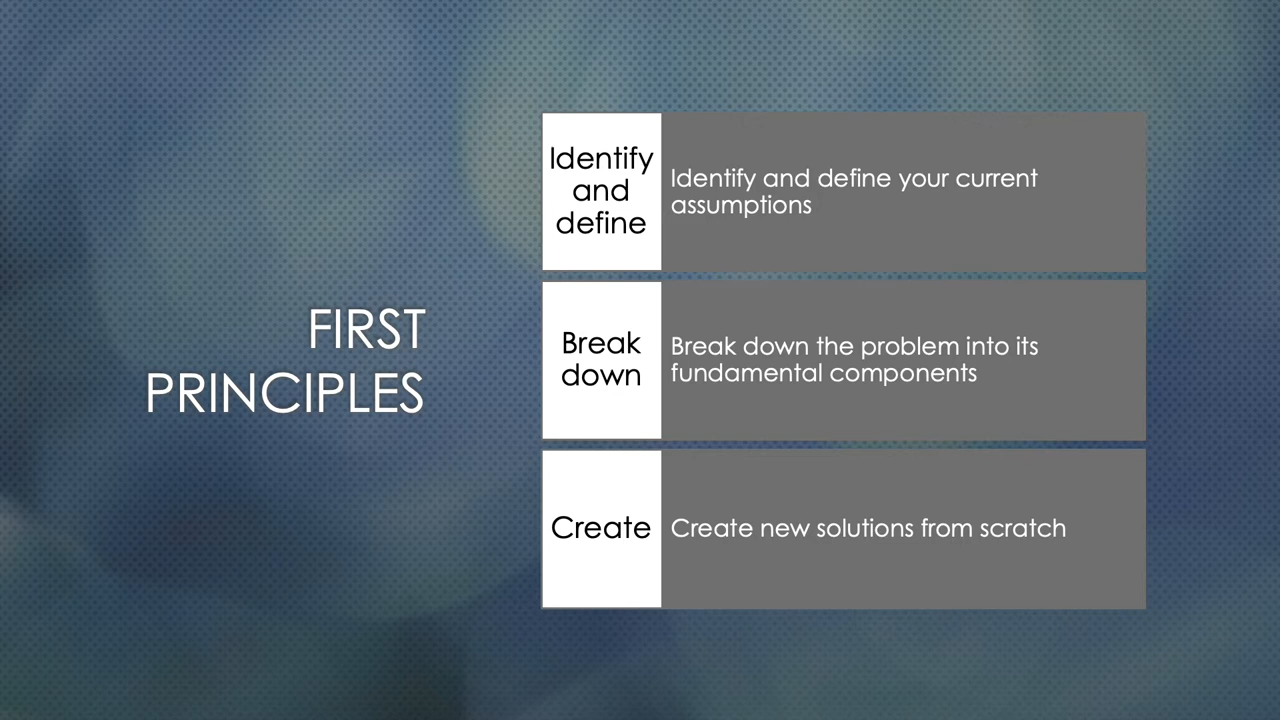 FIRST
PRINCIPLES
Identify
and
define
Identify and define your current
assumptions
Break
down
Break down the problem into its
fundamental components
Create
Create new solutions from scratch